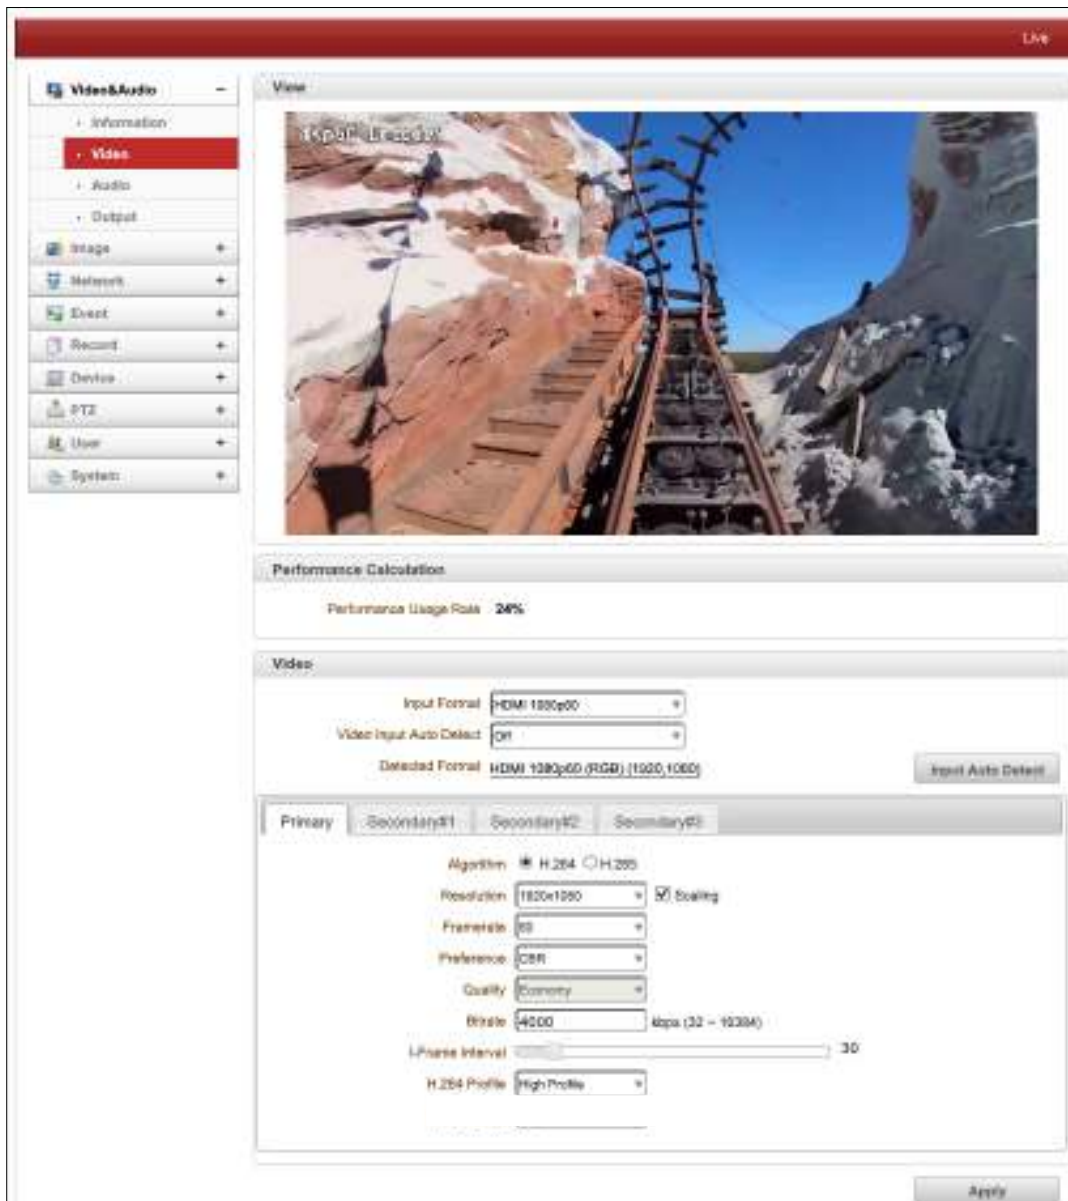 Live
Video&Audio −
Information
Video
Audio
Output
Image +
Network +
Event +
Record +
Device +
PTZ +
User +
System +
View
Encoder
Performance Calculation
Performance Usage Rate 24%
Video
Input Format HDMI 1080p60
Video Input Auto Detect Off
Detected Format HDMI 1080p60 (RGB) (1920,1080)
Input Auto Detect
Primary Secondary#1 Secondary#2 Secondary#3
Algorithm H.264 H.265
Resolution 1920x1080 Scaling
Framerate 60
Preference CBR
Quality Economy
Bitrate 4000 kbps (32 ~ 16384)
I-Frame Interval 30
H.264 Profile High Profile
Apply